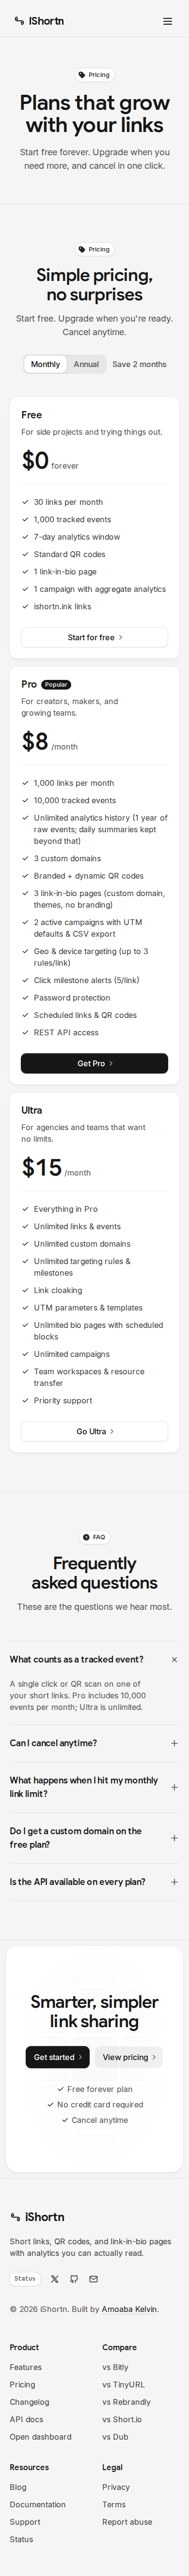 iShortn
Pricing
Plans that grow
with your links
Start free forever. Upgrade when you
need more, and cancel in one click.
Pricing
Simple pricing,
no surprises
Start free. Upgrade when you're ready.
Cancel anytime.
Monthly Annual Save 2 months
Free
For side projects and trying things out.
$0 forever
30 links per month
1,000 tracked events
7-day analytics window
Standard QR codes
1 link-in-bio page
1 campaign with aggregate analytics
ishortn.ink links
Start for free
Pro Popular
For creators, makers, and
growing teams.
$8 /month
1,000 links per month
10,000 tracked events
Unlimited analytics history (1 year of
raw events; daily summaries kept
beyond that)
3 custom domains
Branded + dynamic QR codes
3 link-in-bio pages (custom domain,
themes, no branding)
2 active campaigns with UTM
defaults & CSV export
Geo & device targeting (up to 3
rules/link)
Click milestone alerts (5/link)
Password protection
Scheduled links & QR codes
REST API access
Get Pro
Ultra
For agencies and teams that want
no limits.
$15 /month
Everything in Pro
Unlimited links & events
Unlimited custom domains
Unlimited targeting rules &
milestones
Link cloaking
UTM parameters & templates
Unlimited bio pages with scheduled
blocks
Unlimited campaigns
Team workspaces & resource
transfer
Priority support
Go Ultra
FAQ
Frequently
asked questions
These are the questions we hear most.
What counts as a tracked event?
A single click or QR scan on one of
your short links. Pro includes 10,000
events per month; Ultra is unlimited.
Can I cancel anytime?
What happens when I hit my monthly
link limit?
Do I get a custom domain on the
free plan?
Is the API available on every plan?
Smarter, simpler
link sharing
Get started View pricing
Free forever plan
No credit card required
Cancel anytime
iShortn
Short links, QR codes, and link-in-bio pages
with analytics you can actually read.
Status
© 2026 iShortn. Built by Amoaba Kelvin.
Product
Features
Pricing
Changelog
API docs
Open dashboard
Compare
vs Bitly
vs TinyURL
vs Rebrandly
vs Short.io
vs Dub
Resources
Blog
Documentation
Support
Status
Legal
Privacy
Terms
Report abuse